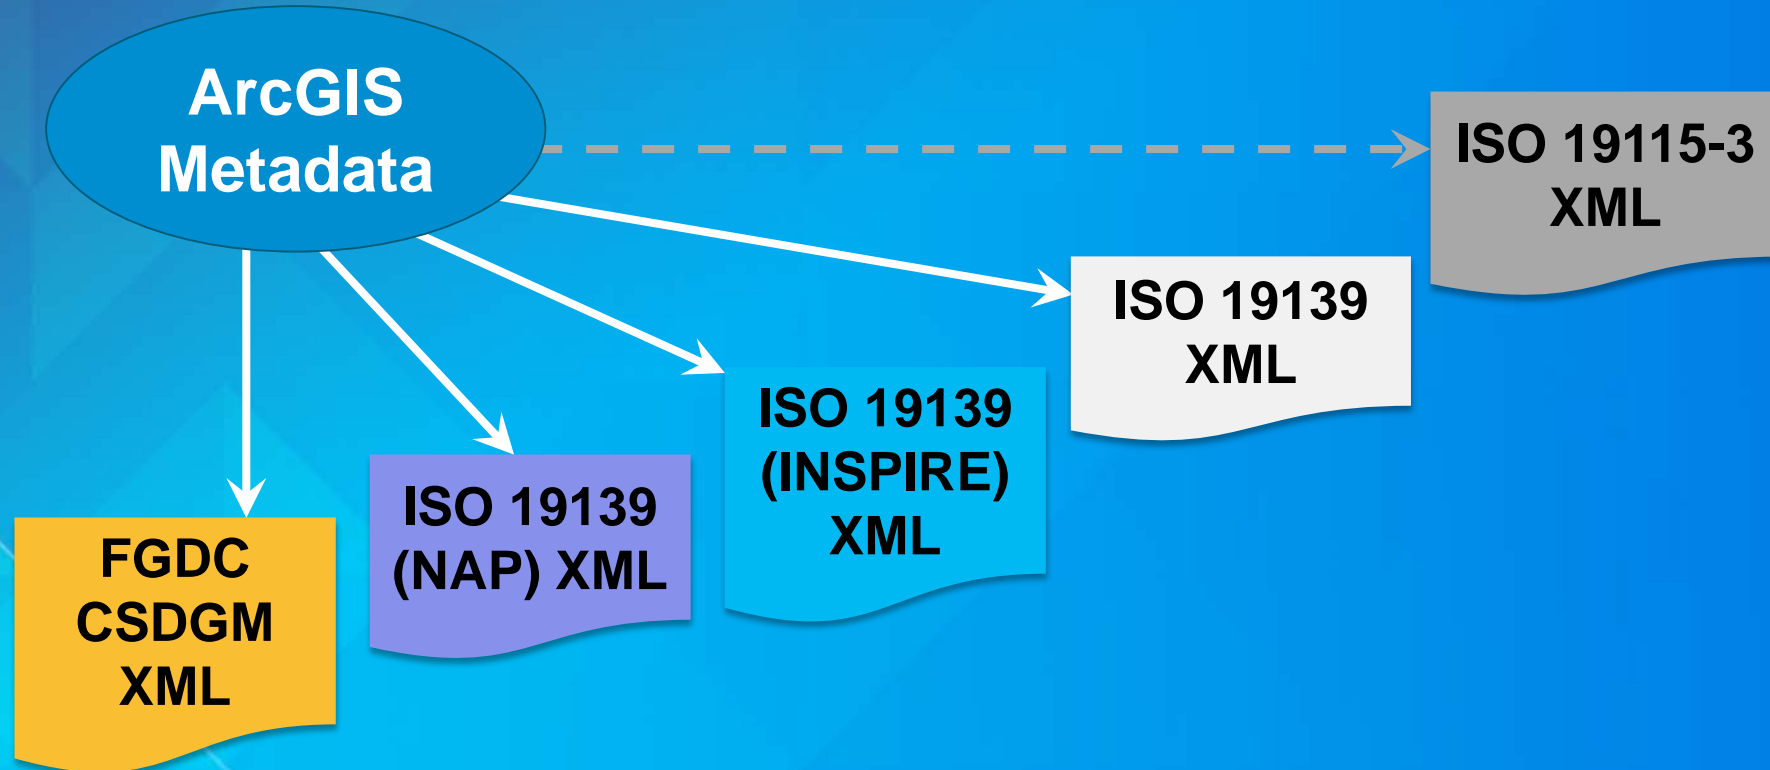 ArcGIS
Metadata
ISO 19115-3
XML
ISO 19139
XML
ISO 19139
(INSPIRE)
XML
ISO 19139
(NAP) XML
FGDC
CSDGM
XML